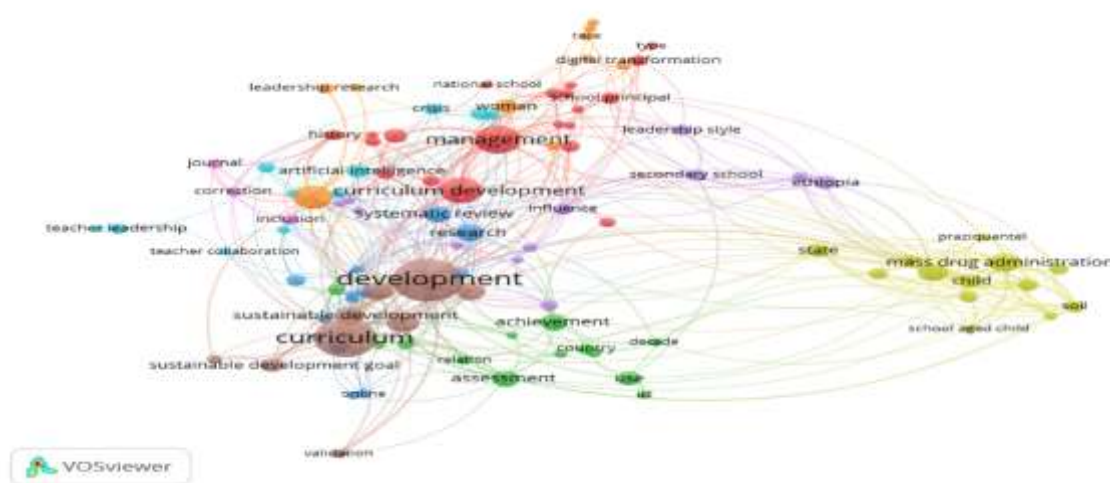 race
type
digital transformation
leadership research
national school
school principal
crisis
woman
leadership style
history
management
journal
artificial intelligence
secondary school
ethiopia
correction
curriculum development
inclusion
systematic review
influence
teacher leadership
research
teacher collaboration
praziquantel
state
mass drug administration
development
child
soil
sustainable development
achievement
school aged child
curriculum
country
decade
relation
sustainable development goal
assessment
use
online
validation
VOSviewer